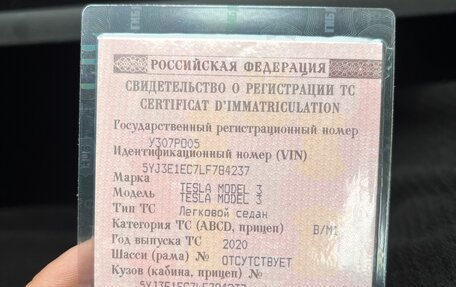 РОССИЙСКАЯ ФЕДЕРАЦИЯ
СВИДЕТЕЛЬСТВО О РЕГИСТРАЦИИ ТС
CERTIFICAT D'IMMATRICULATION
Государственный регистрационный номер
У307РО05
Идентификационный номер (VIN)
5YJ3E1EC7LF784237
Марка TESLA MODEL 3
Модель TESLA MODEL 3
Тип ТС Легковой седан
Категория ТС (ABCD, прицеп) B/M1
Год выпуска ТС 2020
Шасси (рама) № ОТСУТСТВУЕТ
Кузов (кабина, прицеп) №
5YJ3E1EC7LF784237